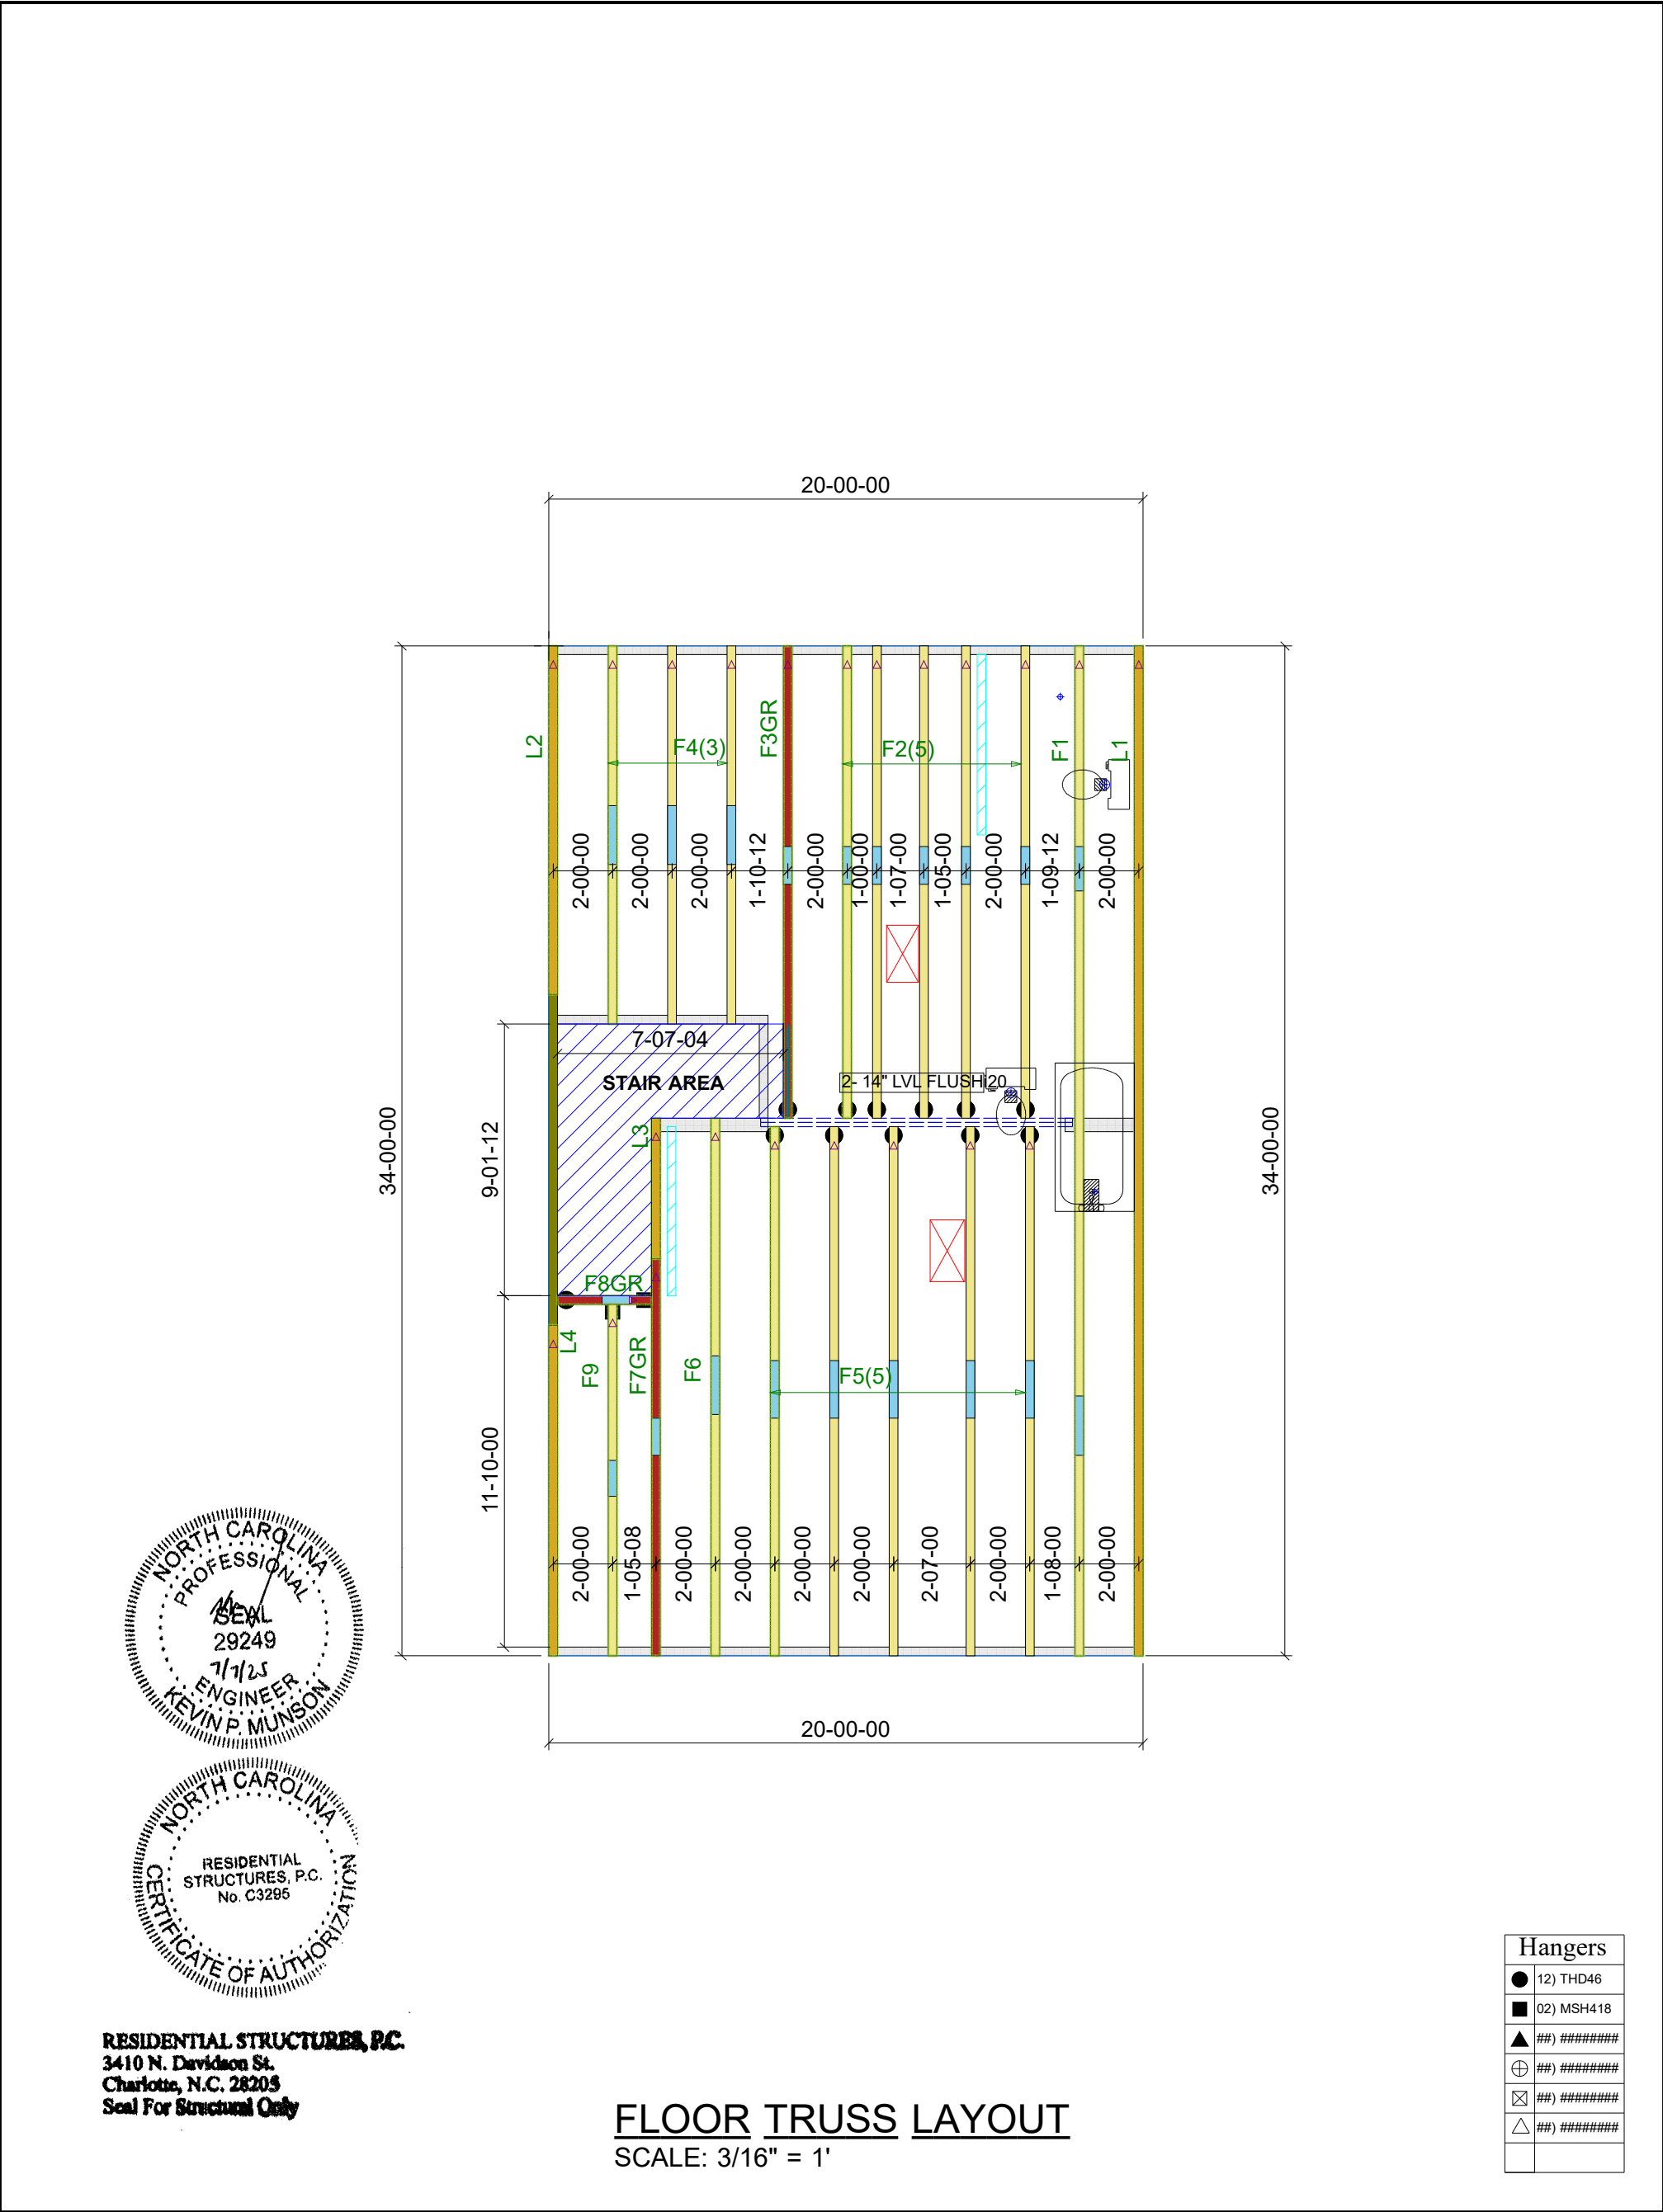 20-00-00
L2
F4(3)
F3GR
F2(5)
F1
L1
2-00-00
2-00-00
2-00-00
1-10-12
2-00-00
1-00-00
1-07-00
1-05-00
2-00-00
1-09-12
2-00-00
34-00-00
9-01-12
7-07-04
STAIR AREA
2- 14" LVL FLUSHi20
L3
34-00-00
F8GR
L4
F9
F7GR
F6
F5(5)
11-10-00
2-00-00
1-05-08
2-00-00
2-00-00
2-00-00
2-00-00
2-07-00
2-00-00
1-08-00
2-00-00
20-00-00
NORTH CAROLINA
PROFESSIONAL
SEAL
29249
7/7/25
ENGINEER
KEVIN P. MUNSON
NORTH CAROLINA
RESIDENTIAL
STRUCTURES, P.C.
No. C3295
CERTIFICATE OF AUTHORIZATION
RESIDENTIAL STRUCTURES, P.C.
3410 N. Davidson St.
Charlotte, N.C. 28205
Seal For Structural Only
FLOOR TRUSS LAYOUT
SCALE: 3/16" = 1'
Hangers
12) THD46
02) MSH418
##) ########
##) ########
##) ########
##) ########